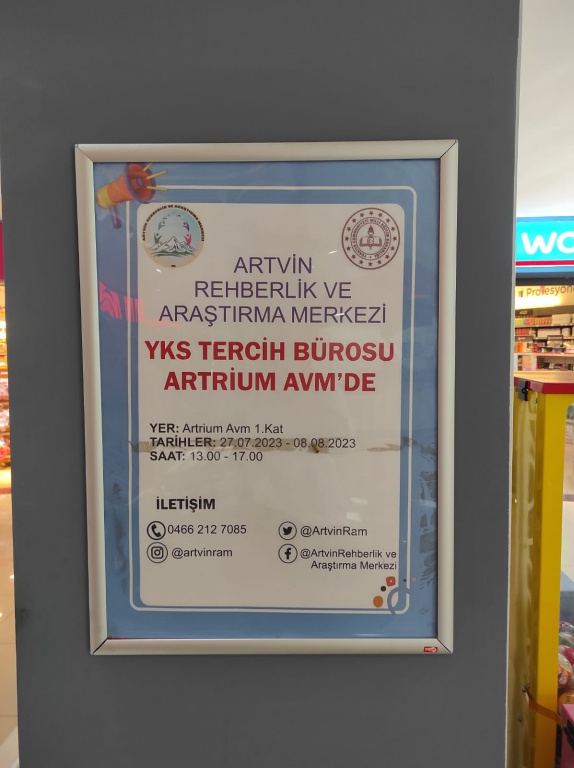 ARTVİN
REHBERLİK VE
ARAŞTIRMA MERKEZİ
YKS TERCİH BÜROSU
ARTRIUM AVM'DE
YER: Artrium Avm 1.Kat
TARİHLER: 27.07.2023 - 08.08.2023
SAAT: 13.00 - 17.00
İLETİŞİM
0466 212 7085
@ArtvinRam
@artvinram
@ArtvinRehberlik ve
Araştırma Merkezi
WO
Profesyone